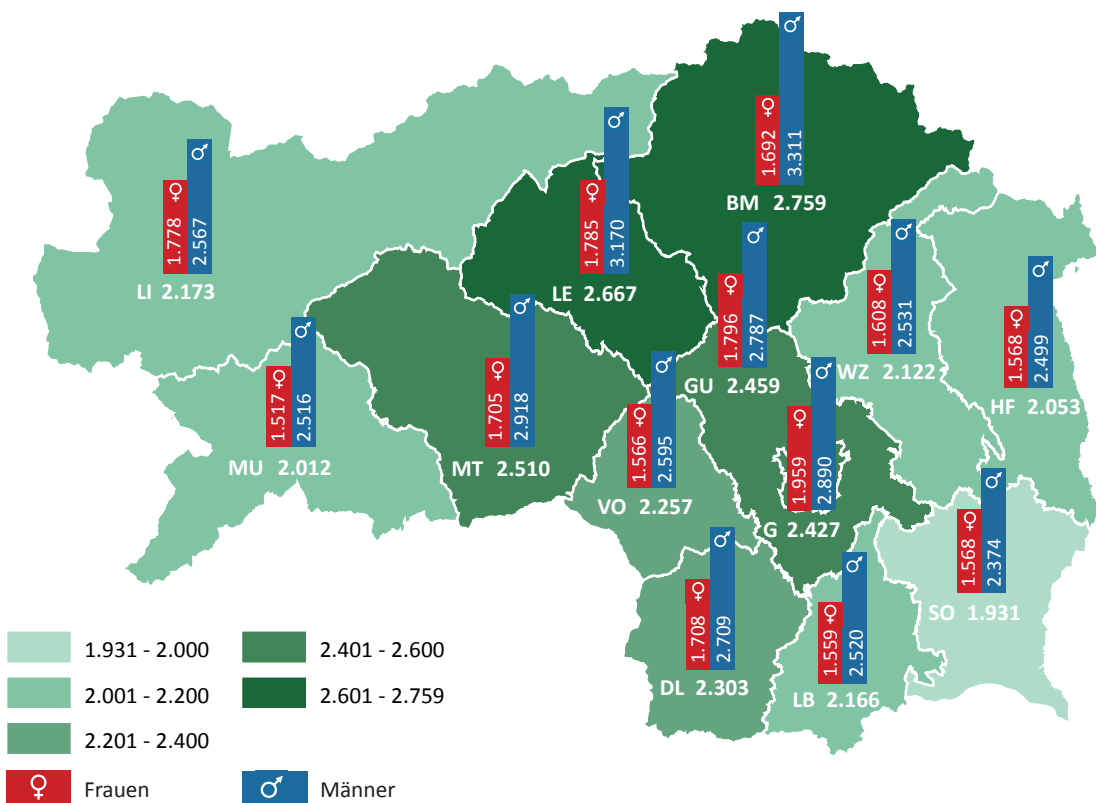 ♂
1.692 ♀
3.311
BM 2.759
♂
1.785 ♀
3.170
LE 2.667
♂
1.778 ♀
2.567
LI 2.173
♂
1.796 ♀
2.787
GU 2.459
♂
1.608 ♀
2.531
WZ 2.122
♂
1.568 ♀
2.499
HF 2.053
♂
1.517 ♀
2.516
MU 2.012
♂
1.705 ♀
2.918
MT 2.510
♂
1.566 ♀
2.595
VO 2.257
♂
1.959 ♀
2.890
G 2.427
♂
1.568 ♀
2.374
SO 1.931
♂
1.708 ♀
2.709
DL 2.303
♂
1.559 ♀
2.520
LB 2.166
1.931 - 2.000
2.001 - 2.200
2.201 - 2.400
2.401 - 2.600
2.601 - 2.759
♀ Frauen
♂ Männer